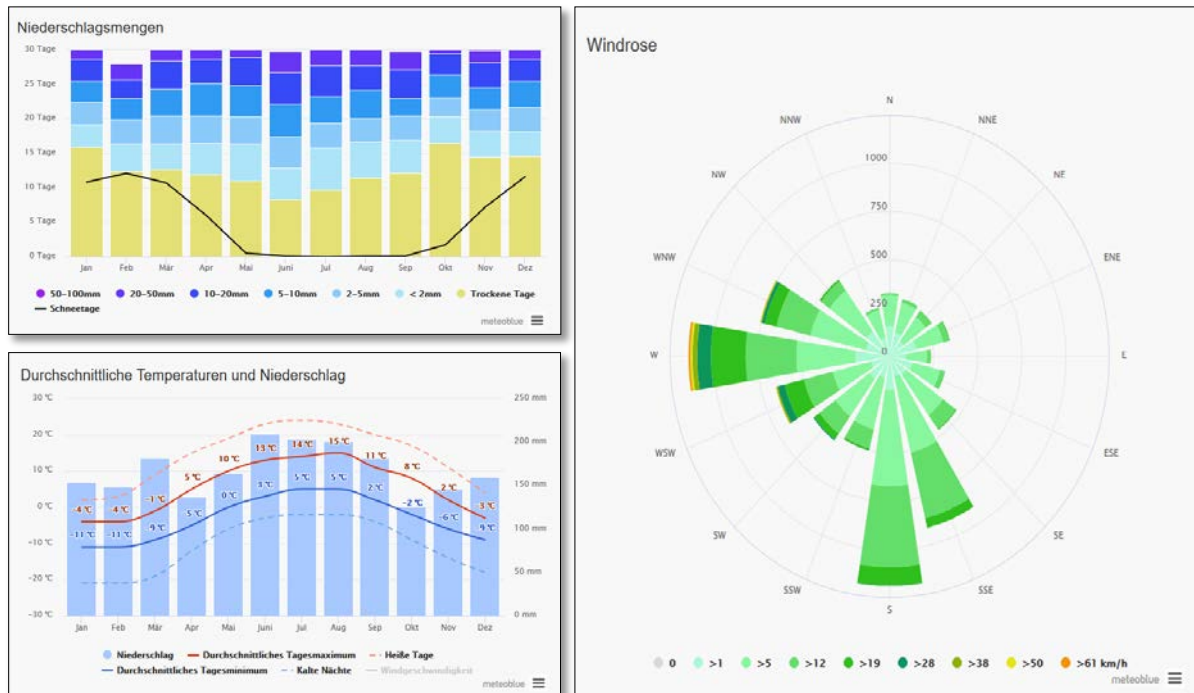 Niederschlagsmengen
30 Tage
25 Tage
20 Tage
15 Tage
10 Tage
5 Tage
0 Tage
Jan Feb Mär Apr Mai Juni Jul Aug Sep Okt Nov Dez
50-100mm 20-50mm 10-20mm 5-10mm 2-5mm < 2mm Trockene Tage
Schneetage
meteoblue
Durchschnittliche Temperaturen und Niederschlag
30 °C 250 mm
20 °C 200 mm
10 °C 150 mm
0 °C
-10 °C 100 mm
-20 °C 50 mm
-30 °C 0 mm
-4 °C -4 °C -1 °C 5 °C 10 °C 13 °C 14 °C 15 °C 11 °C 8 °C 2 °C -3 °C
-11 °C -11 °C -9 °C -5 °C 0 °C 3 °C 5 °C 5 °C 2 °C -2 °C -6 °C -9 °C
Jan Feb Mär Apr Mai Juni Jul Aug Sep Okt Nov Dez
Niederschlag Durchschnittliches Tagesmaximum Heiße Tage
Durchschnittliches Tagesminimum Kalte Nächte Windgeschwindigkeit
meteoblue
Windrose
N
NNW NNE
1000
NW NE
750
500
WNW ENE
250
W 0 E
WSW ESE
SW SE
SSW SSE
S
0 >1 >5 >12 >19 >28 >38 >50 >61 km/h
meteoblue